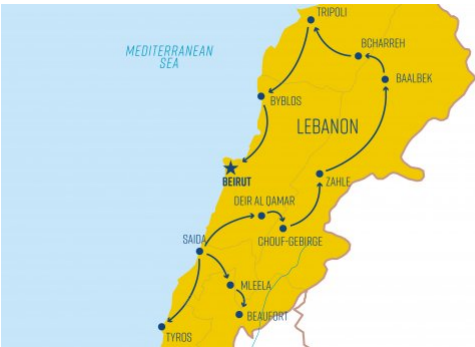 TRIPOLI
MEDITERRANEAN
SEA
BCHARREH
BAALBEK
BYBLOS
LEBANON
BEIRUT
ZAHLE
DEIR AL QAMAR
SAIDA
CHOUF-GEBIRGE
MLEELA
BEAUFORT
TYROS